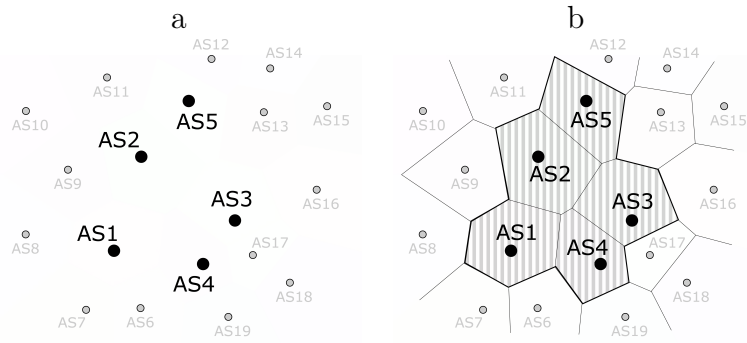 a
AS12
AS14
AS11
AS10
AS5
AS13
AS15
AS2
AS9
AS16
AS3
AS1
AS8
AS17
AS4
AS18
AS7
AS6
AS19
b
AS12
AS14
AS11
AS10
AS5
AS13
AS15
AS2
AS9
AS3
AS16
AS1
AS8
AS4
AS17
AS18
AS7
AS6
AS19